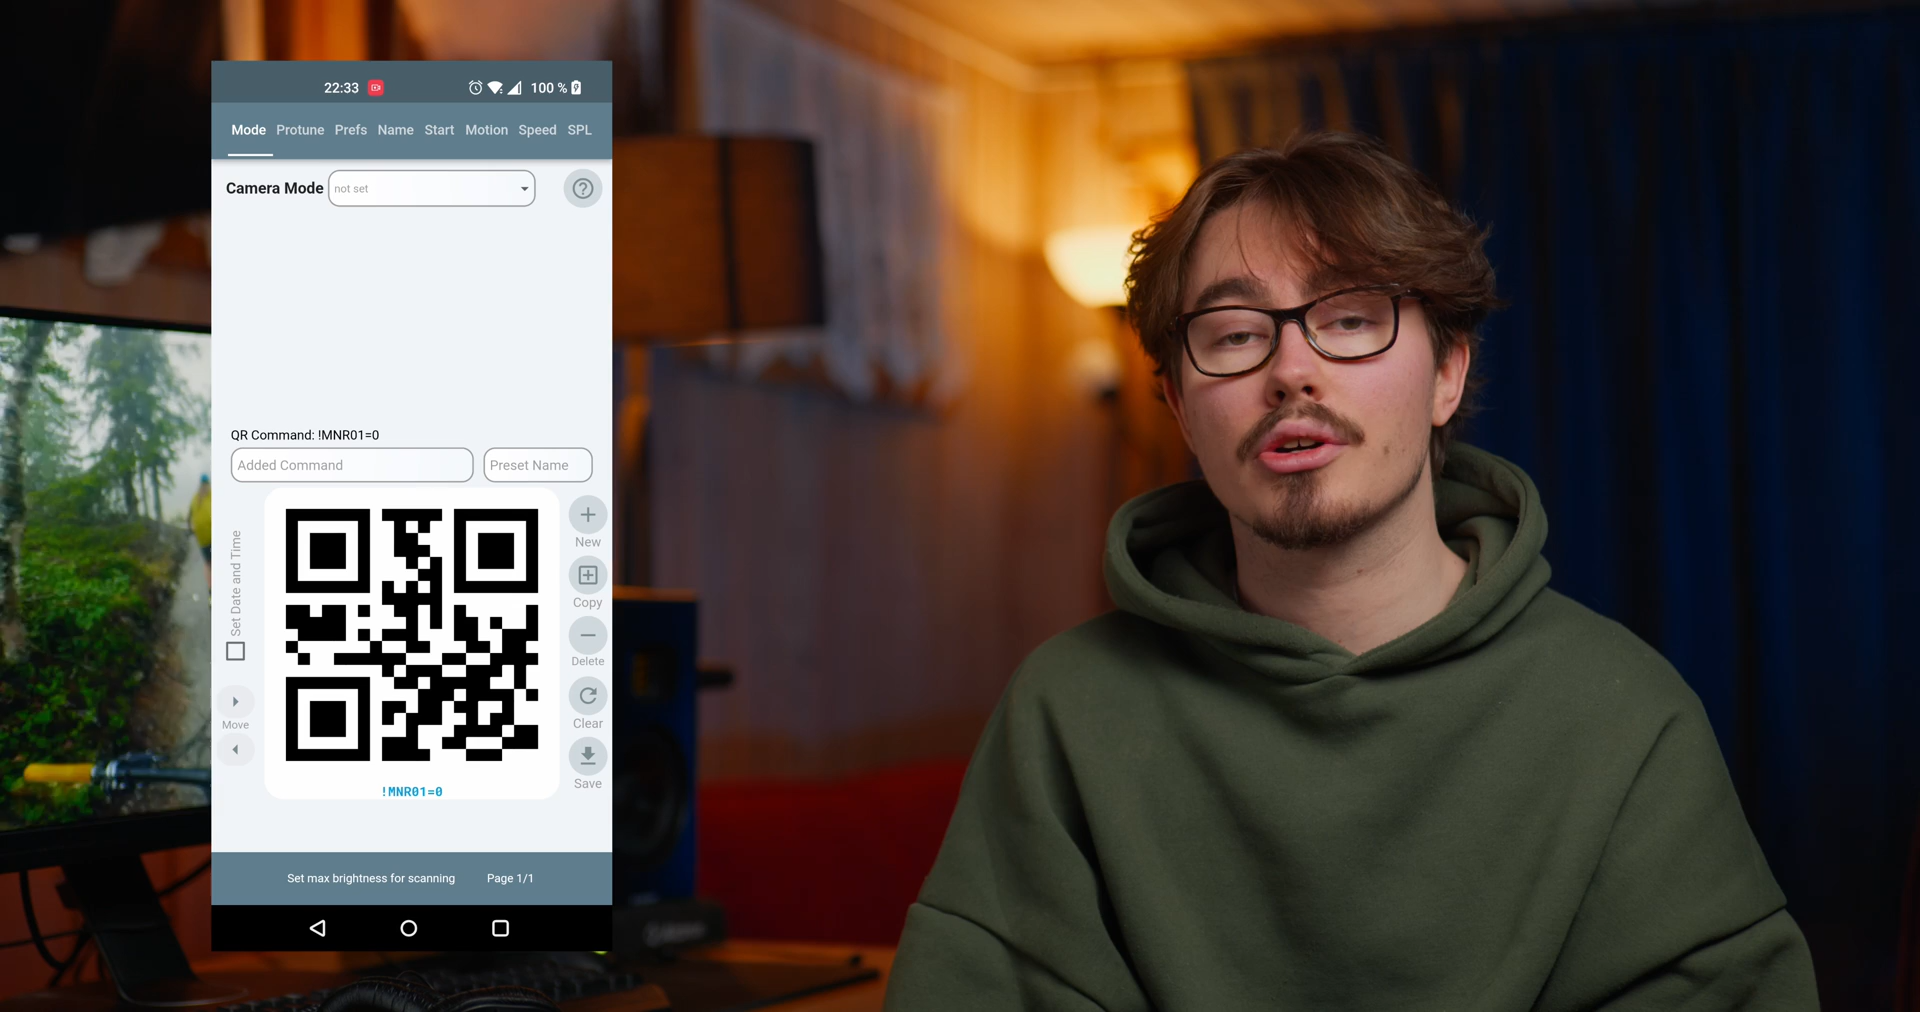 22:33 100 %
Mode Protune Prefs Name Start Motion Speed SPL
Camera Mode not set ?
QR Command: !MNR01=0
Added Command Preset Name
Set Date and Time
New
Copy
Delete
Clear
Save
Move
!MNR01=0
Set max brightness for scanning Page 1/1